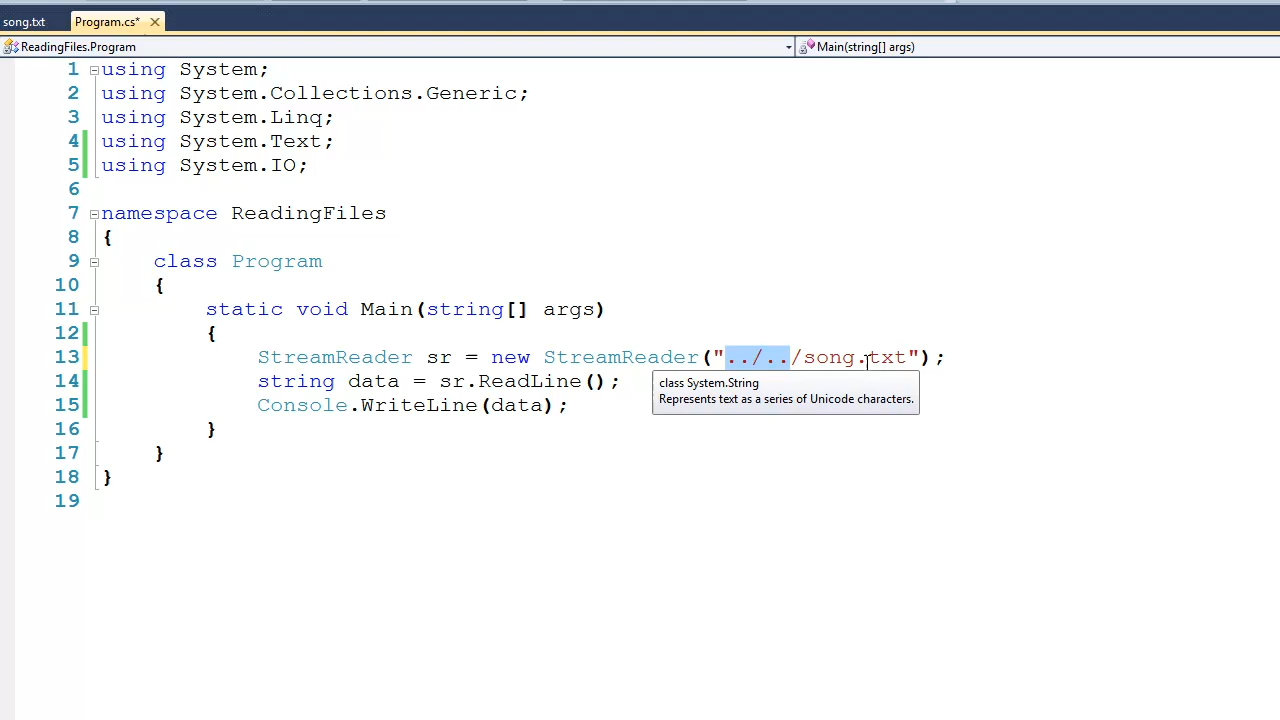 song.txt Program.cs*
ReadingFiles.Program Main(string[] args)
1 using System;
2 using System.Collections.Generic;
3 using System.Linq;
4 using System.Text;
5 using System.IO;
6
7 namespace ReadingFiles
8 {
9 class Program
10 {
11 static void Main(string[] args)
12 {
13 StreamReader sr = new StreamReader("../../song.txt");
14 string data = sr.ReadLine();
class System.String
Represents text as a series of Unicode characters.
15 Console.WriteLine(data);
16 }
17 }
18 }
19